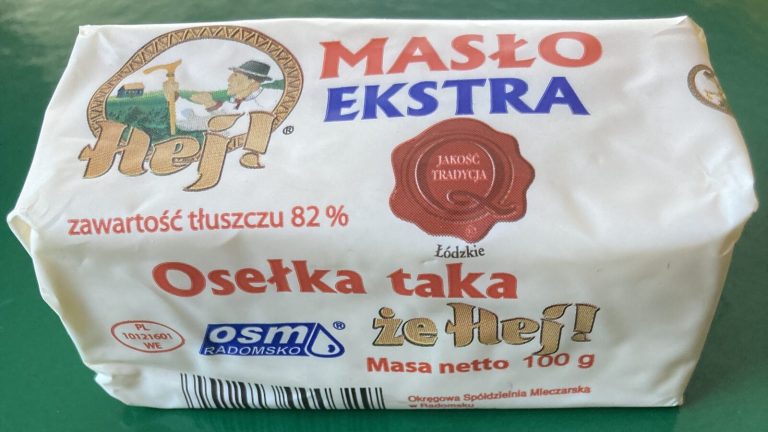 MASŁO
EKSTRA
Hej!®
JAKOŚĆ
TRADYCJA
Q
zawartość tłuszczu 82 %
Łódzkie
Osełka taka
że Hej!
PL
10121601
WE
osm®
RADOMSKO
Masa netto 100 g
Okręgowa Spółdzielnia Mleczarska
w Radomsku